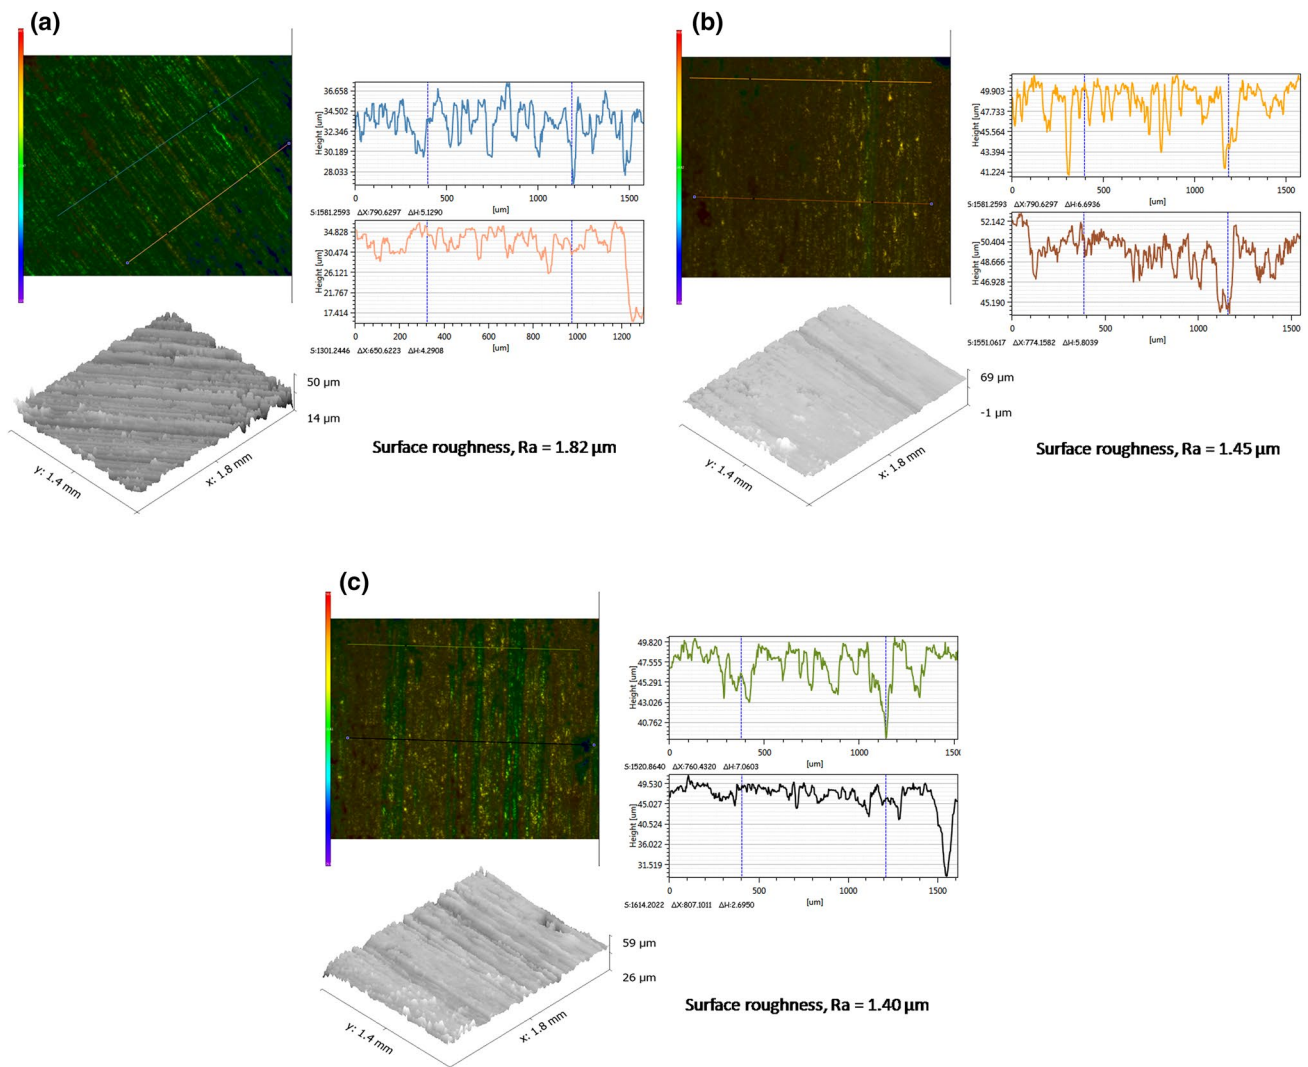 (a)
Height [um]
36.658
34.502
32.346
30.189
28.033
0 500 1000 1500
[um]
S:1581.2593 ΔX:790.6297 ΔH:5.1290
Height [um]
34.828
30.474
26.121
21.767
17.414
0 200 400 600 800 1000 1200
[um]
S:1301.2446 ΔX:650.6223 ΔH:4.2908
50 µm
14 µm
y: 1.4 mm
x: 1.8 mm
Surface roughness, Ra = 1.82 µm
(b)
Height [um]
49.903
47.733
45.564
43.394
41.224
0 500 1000 1500
[um]
S:1581.2593 ΔX:790.6297 ΔH:6.6936
Height [um]
52.142
50.404
48.666
46.928
45.190
0 500 1000 1500
[um]
S:1551.0617 ΔX:774.1582 ΔH:5.8039
69 µm
-1 µm
y: 1.4 mm
x: 1.8 mm
Surface roughness, Ra = 1.45 µm
(c)
Height [um]
49.820
47.555
45.291
43.026
40.762
0 500 1000 150
[um]
S:1520.8640 ΔX:760.4320 ΔH:7.0603
Height [um]
49.530
45.027
40.524
36.022
31.519
0 500 1000 1500
[um]
S:1614.2022 ΔX:807.1011 ΔH:2.6950
59 µm
26 µm
y: 1.4 mm
x: 1.8 mm
Surface roughness, Ra = 1.40 µm